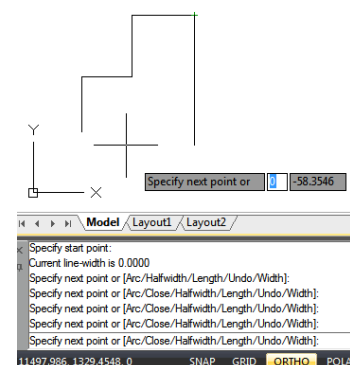 Y
Specify next point or 0 -58.3546
X
Model Layout1 Layout2
Specify start point:
Current line-width is 0.0000
Specify next point or [Arc/Halfwidth/Length/Undo/Width]:
Specify next point or [Arc/Close/Halfwidth/Length/Undo/Width]:
Specify next point or [Arc/Close/Halfwidth/Length/Undo/Width]:
Specify next point or [Arc/Close/Halfwidth/Length/Undo/Width]:
Specify next point or [Arc/Close/Halfwidth/Length/Undo/Width]:
11497.986, 1329.4548, 0 SNAP GRID ORTHO POLA